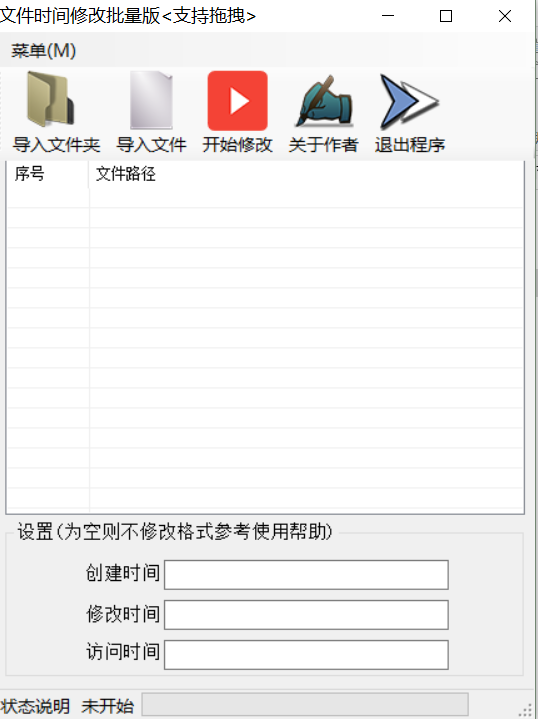 文件时间修改批量版<支持拖拽>
菜单(M)
导入文件夹 导入文件 开始修改 关于作者 退出程序
序号 文件路径
设置(为空则不修改格式参考使用帮助)
创建时间
修改时间
访问时间
状态说明 未开始